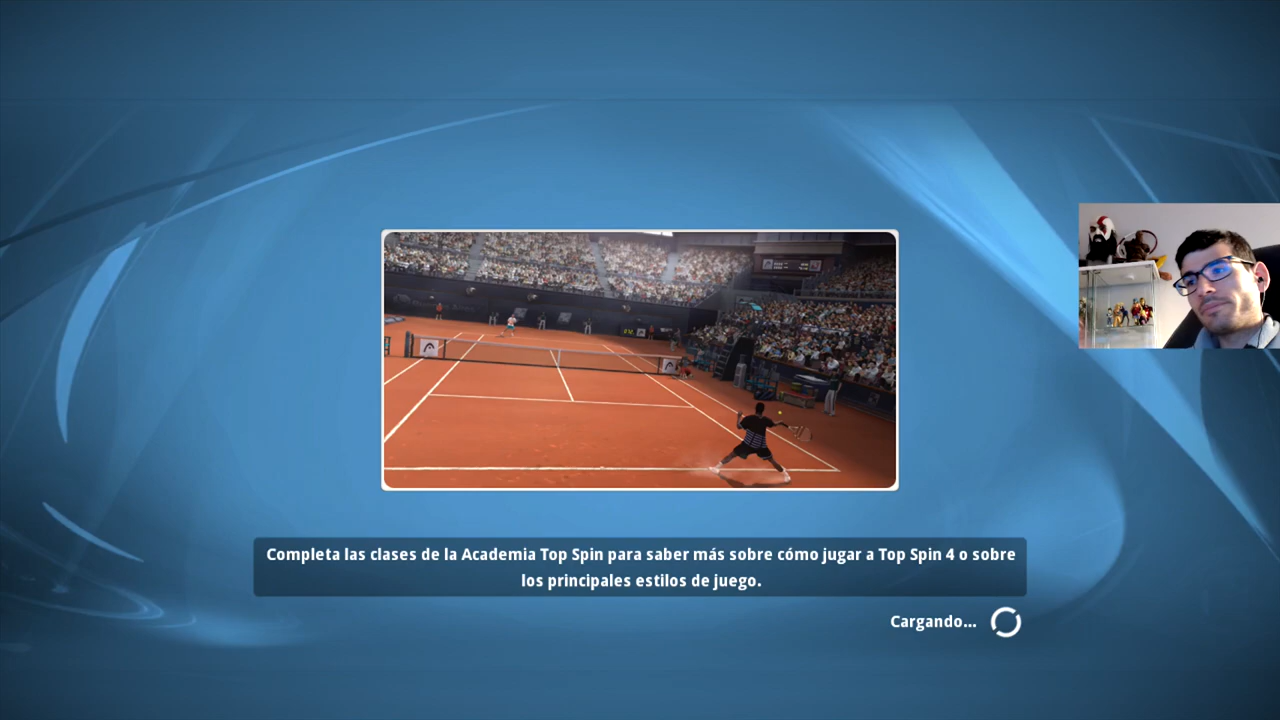 Completa las clases de la Academia Top Spin para saber más sobre cómo jugar a Top Spin 4 o sobre
los principales estilos de juego.
Cargando...